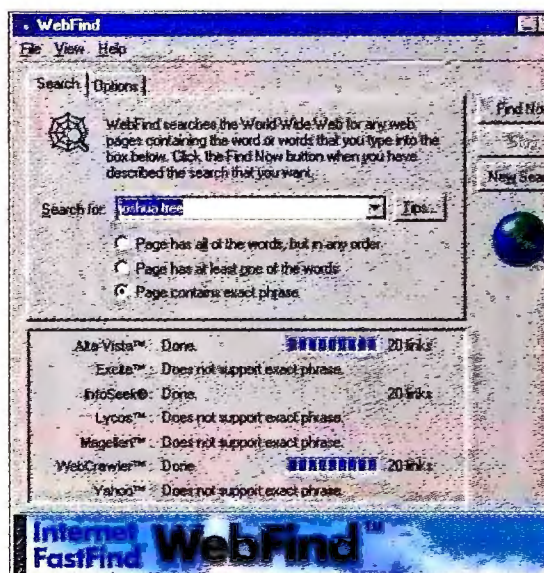 WebFind
File View Help
Search Options
WebFind searches the World Wide Web for any web
pages containing the word or words that you type into the
box below. Click the Find Now button when you have
described the search that you want.
Find Now
Stop
New Sear
Search for: joshua tree Tips...
Page has all of the words, but in any order
Page has at least one of the words
Page contains exact phrase
Alta Vista™ : Done. 20 links
Excite™ : Does not support exact phrase.
InfoSeek® : Done. 20 links
Lycos™ : Does not support exact phrase.
Magellan™ : Does not support exact phrase.
WebCrawler™ : Done 20 links
Yahoo™ : Does not support exact phrase.
Internet
FastFind WebFind™